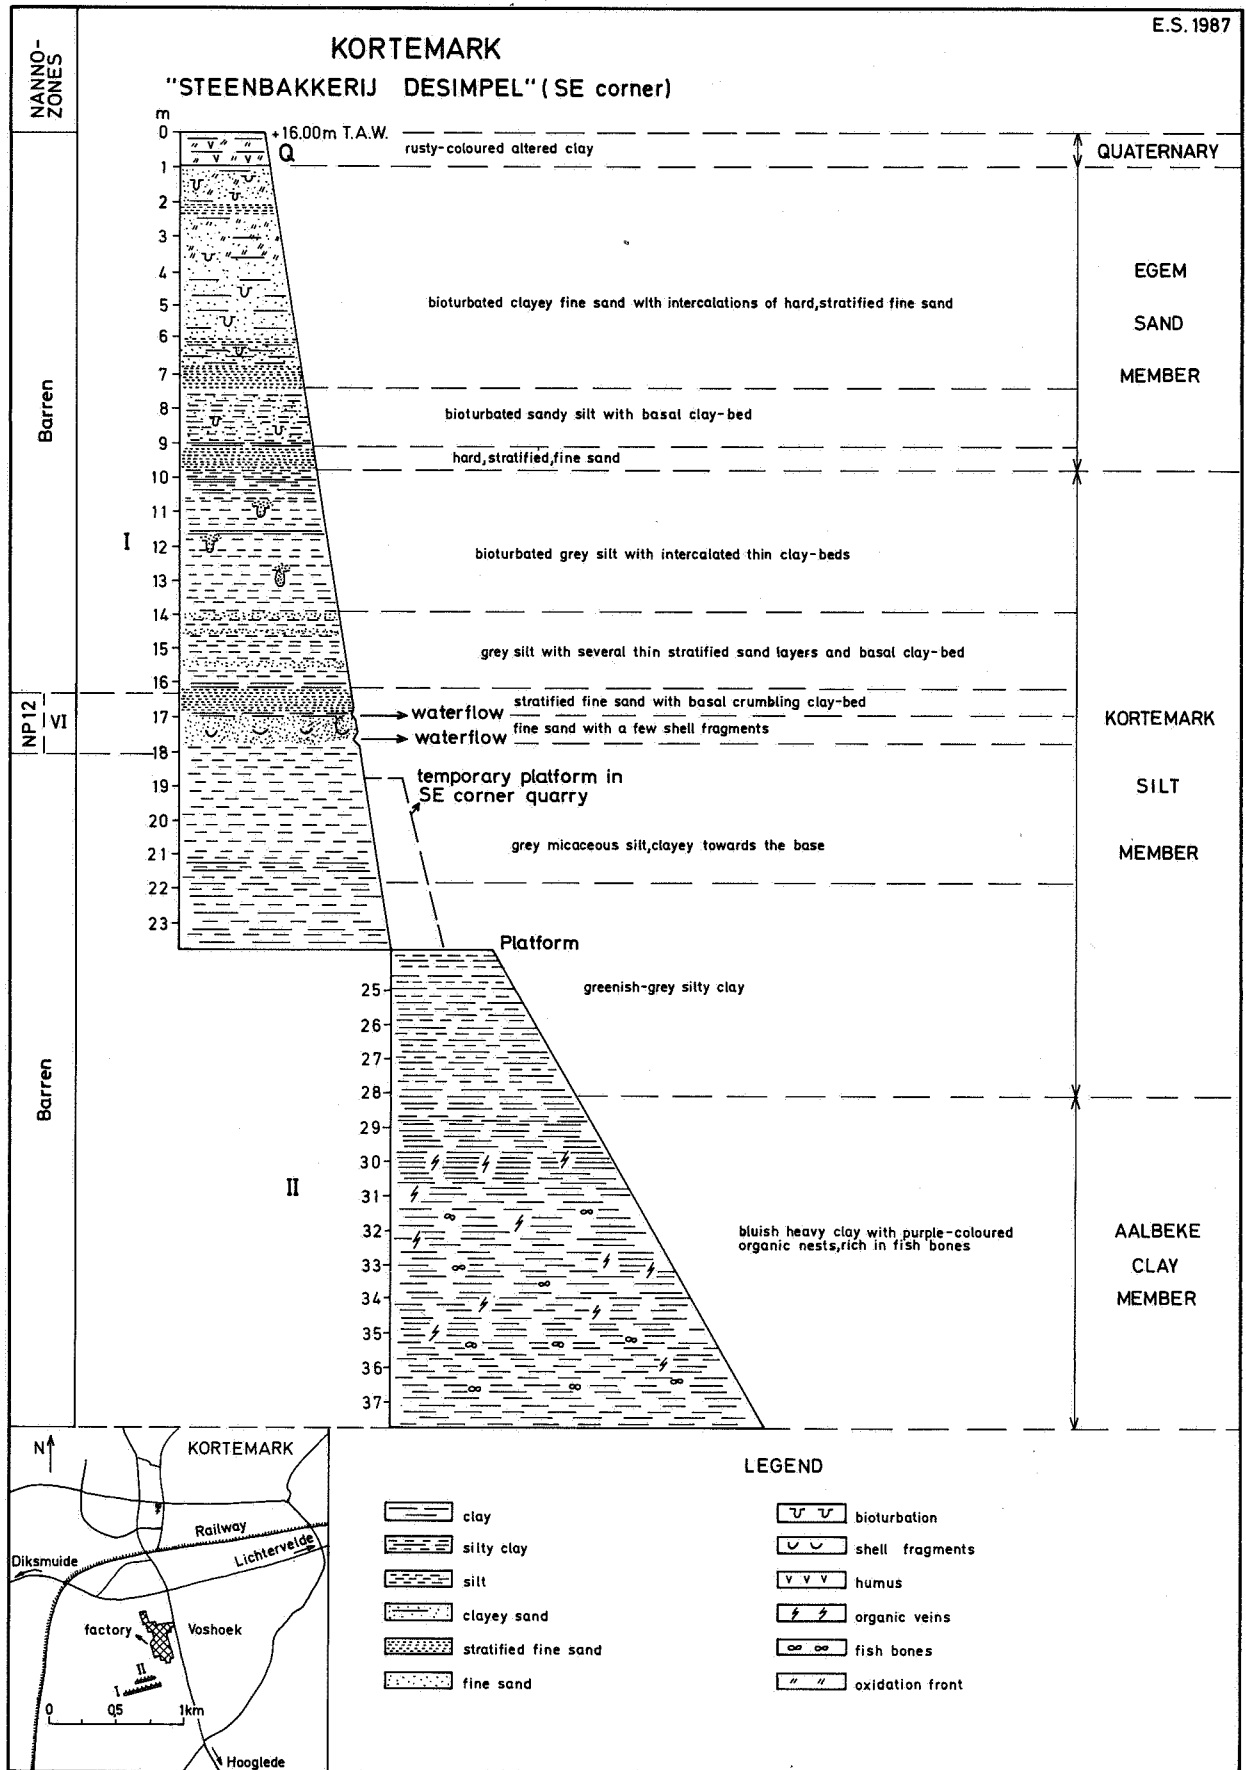 E.S. 1987
NANNO-
ZONES
KORTEMARK
"STEENBAKKERIJ DESIMPEL" (SE corner)
m
0
+16.00m T.A.W.
Q
rusty-coloured altered clay
QUATERNARY
1
2
3
4
5
6
7
8
9
10
11
12
13
14
15
16
17
18
19
20
21
22
23
bioturbated clayey fine sand with intercalations of hard,stratified fine sand
EGEM
SAND
MEMBER
bioturbated sandy silt with basal clay-bed
hard,stratified,fine sand
Barren
I
bioturbated grey silt with intercalated thin clay-beds
grey silt with several thin stratified sand layers and basal clay-bed
NP12
VI
stratified fine sand with basal crumbling clay-bed
waterflow
fine sand with a few shell fragments
waterflow
KORTEMARK
SILT
MEMBER
temporary platform in
SE corner quarry
grey micaceous silt,clayey towards the base
Platform
greenish-grey silty clay
25
26
27
28
29
30
31
32
33
34
35
36
37
Barren
II
bluish heavy clay with purple-coloured
organic nests,rich in fish bones
AALBEKE
CLAY
MEMBER
N
KORTEMARK
Railway
Lichtervelde
Diksmuide
factory
Voshoek
II
I
0
0,5
1km
Hooglede
LEGEND
clay
silty clay
silt
clayey sand
stratified fine sand
fine sand
bioturbation
shell fragments
humus
organic veins
fish bones
oxidation front